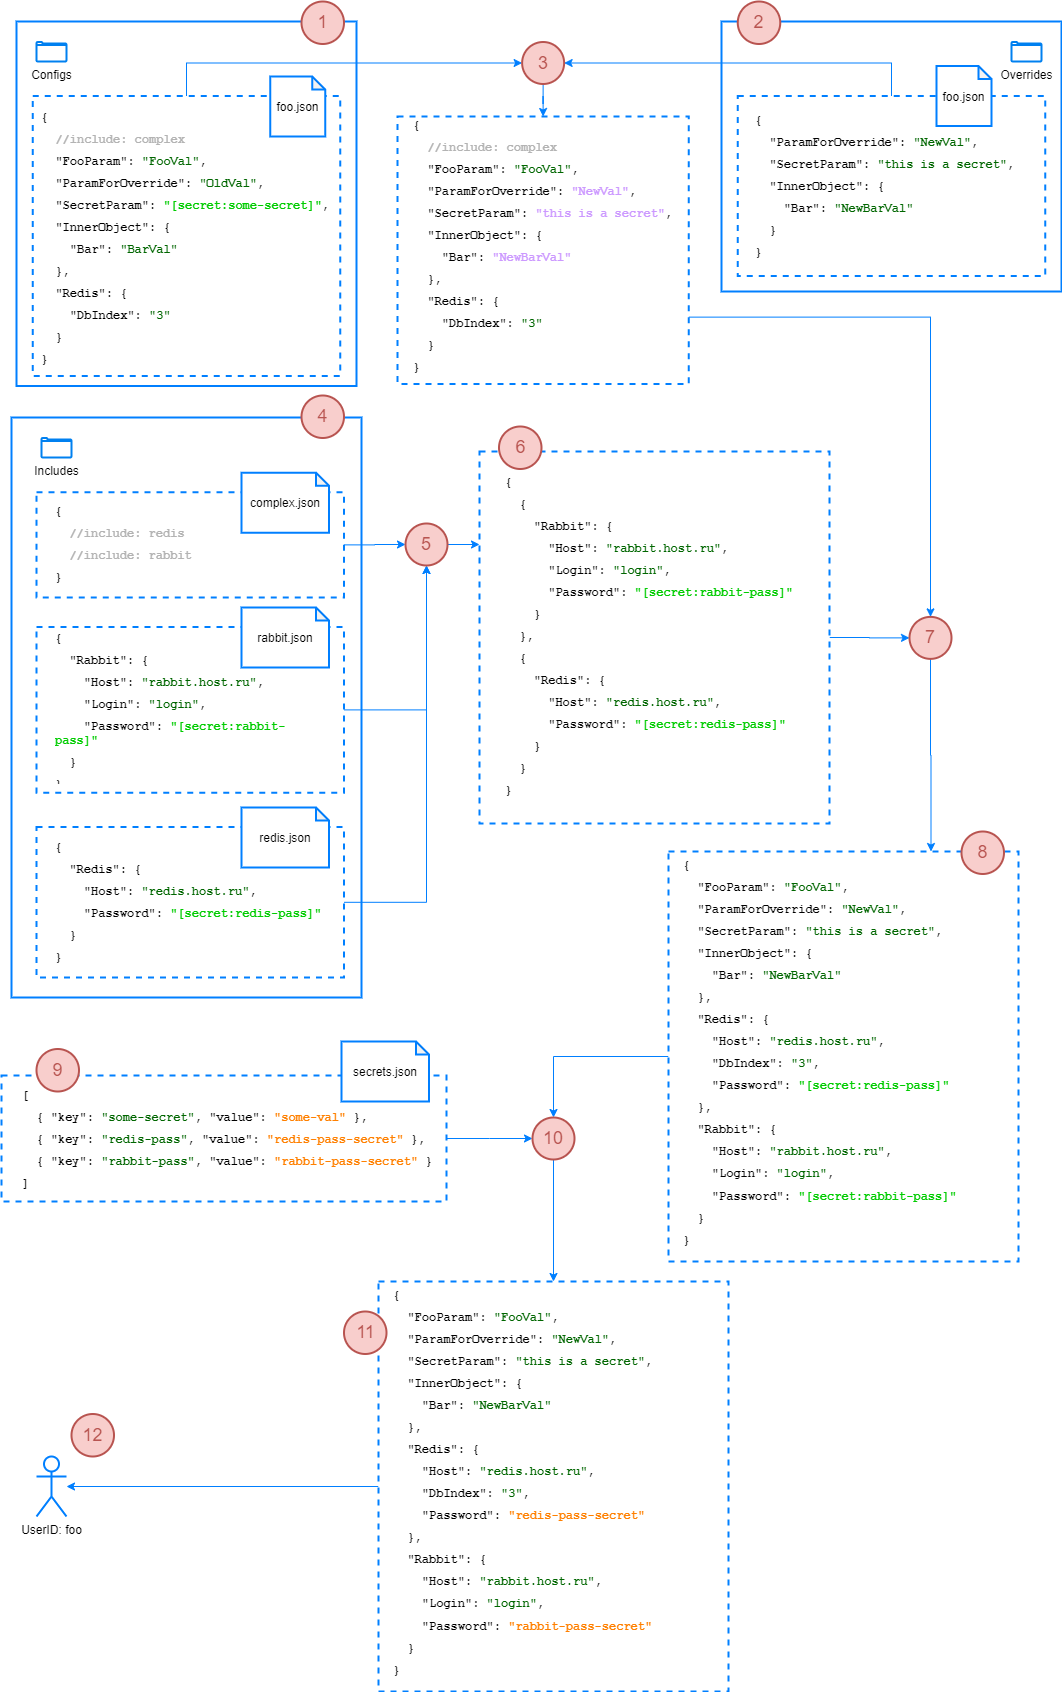 1
Configs
foo.json
{
//include: complex
"FooParam": "FooVal",
"ParamForOverride": "OldVal",
"SecretParam": "[secret:some-secret]",
"InnerObject": {
"Bar": "BarVal"
},
"Redis": {
"DbIndex": "3"
}
}
2
Overrides
foo.json
{
"ParamForOverride": "NewVal",
"SecretParam": "this is a secret",
"InnerObject": {
"Bar": "NewBarVal"
}
}
3
{
//include: complex
"FooParam": "FooVal",
"ParamForOverride": "NewVal",
"SecretParam": "this is a secret",
"InnerObject": {
"Bar": "NewBarVal"
},
"Redis": {
"DbIndex": "3"
}
}
4
Includes
complex.json
{
//include: redis
//include: rabbit
}
rabbit.json
{
"Rabbit": {
"Host": "rabbit.host.ru",
"Login": "login",
"Password": "[secret:rabbit-
pass]"
}
redis.json
{
"Redis": {
"Host": "redis.host.ru",
"Password": "[secret:redis-pass]"
}
}
5
6
{
{
"Rabbit": {
"Host": "rabbit.host.ru",
"Login": "login",
"Password": "[secret:rabbit-pass]"
}
},
{
"Redis": {
"Host": "redis.host.ru",
"Password": "[secret:redis-pass]"
}
}
}
7
8
{
"FooParam": "FooVal",
"ParamForOverride": "NewVal",
"SecretParam": "this is a secret",
"InnerObject": {
"Bar": "NewBarVal"
},
"Redis": {
"Host": "redis.host.ru",
"DbIndex": "3",
"Password": "[secret:redis-pass]"
},
"Rabbit": {
"Host": "rabbit.host.ru",
"Login": "login",
"Password": "[secret:rabbit-pass]"
}
}
9
secrets.json
[
{ "key": "some-secret", "value": "some-val" },
{ "key": "redis-pass", "value": "redis-pass-secret" },
{ "key": "rabbit-pass", "value": "rabbit-pass-secret" }
]
10
11
{
"FooParam": "FooVal",
"ParamForOverride": "NewVal",
"SecretParam": "this is a secret",
"InnerObject": {
"Bar": "NewBarVal"
},
"Redis": {
"Host": "redis.host.ru",
"DbIndex": "3",
"Password": "redis-pass-secret"
},
"Rabbit": {
"Host": "rabbit.host.ru",
"Login": "login",
"Password": "rabbit-pass-secret"
}
}
12
UserID: foo